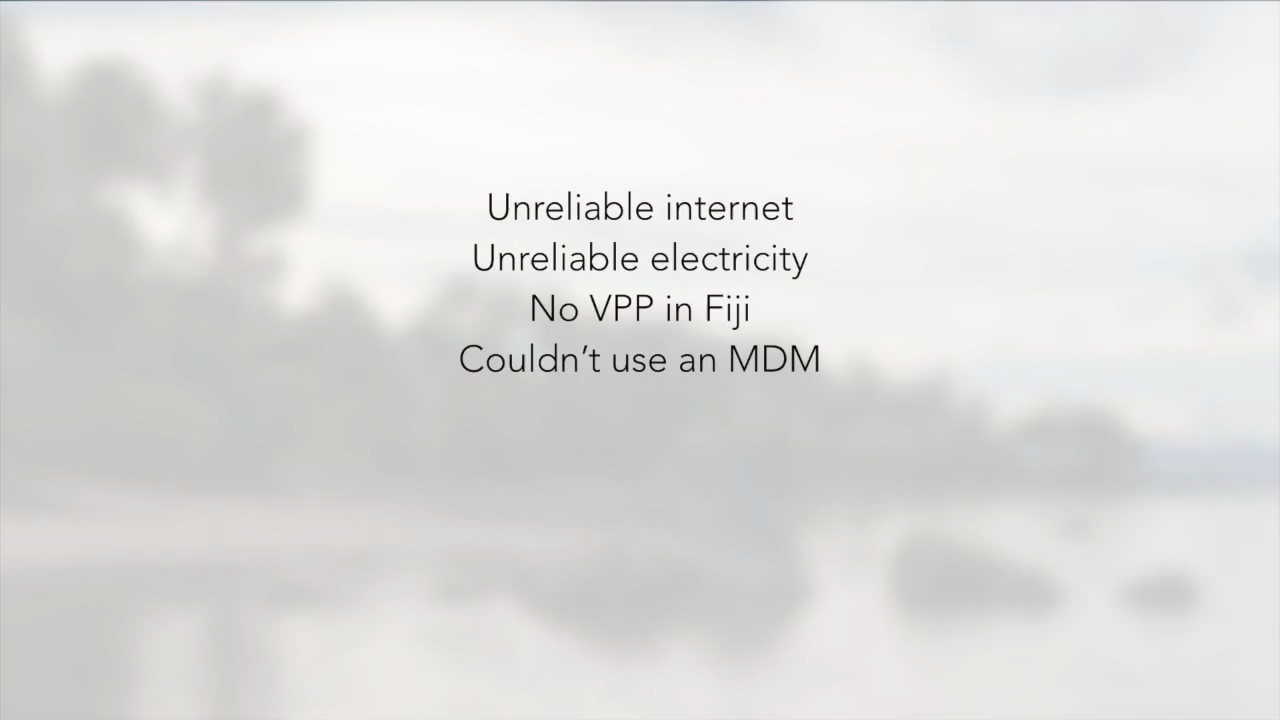 Unreliable internet
Unreliable electricity
No VPP in Fiji
Couldn’t use an MDM